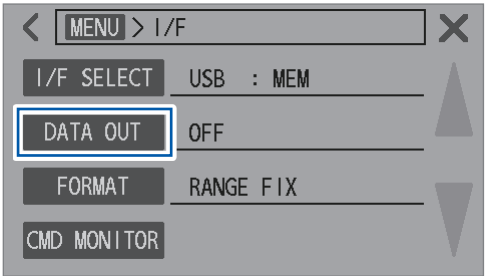 MENU > I/F
I/F SELECT USB : MEM
DATA OUT OFF
FORMAT RANGE FIX
CMD MONITOR